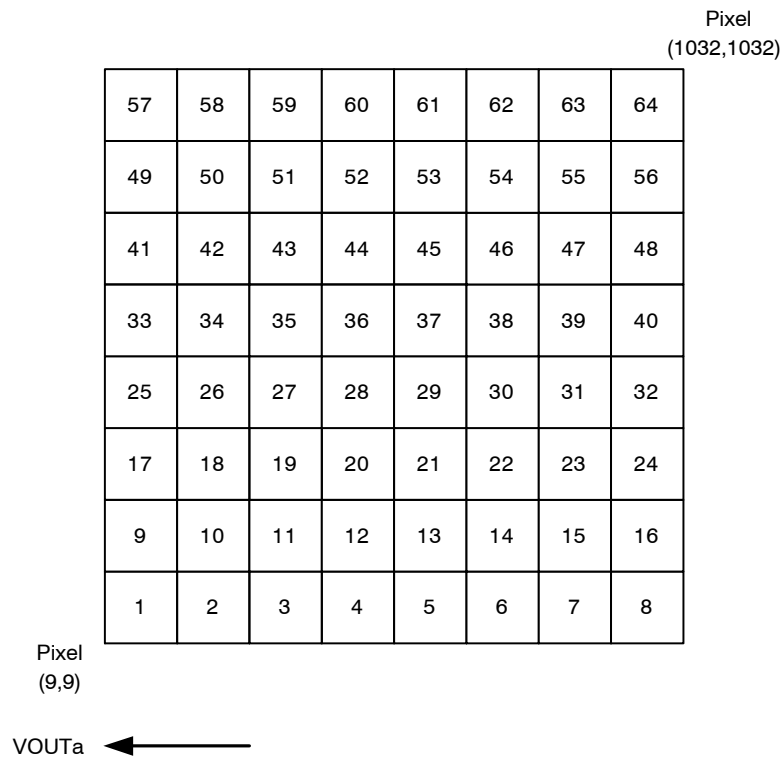 Pixel
(1032,1032)
57 58 59 60 61 62 63 64
49 50 51 52 53 54 55 56
41 42 43 44 45 46 47 48
33 34 35 36 37 38 39 40
25 26 27 28 29 30 31 32
17 18 19 20 21 22 23 24
9 10 11 12 13 14 15 16
1 2 3 4 5 6 7 8
Pixel
(9,9)
VOUTa